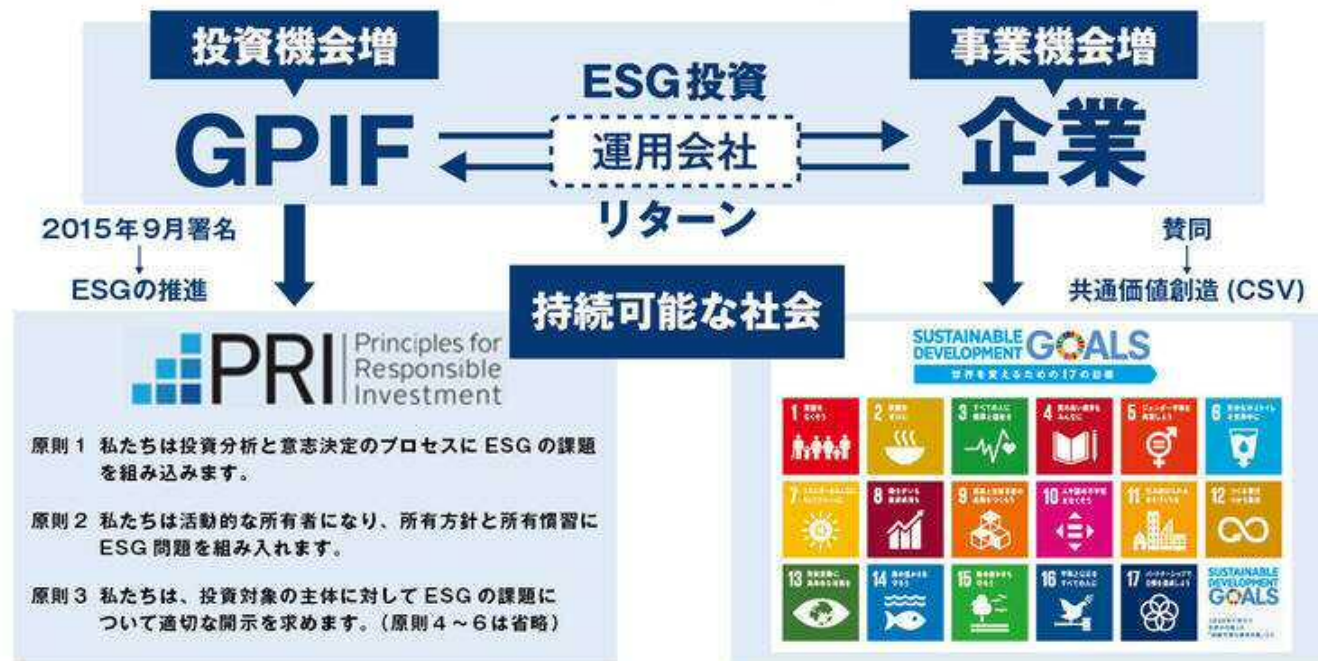 投資機会増
事業機会増
GPIF
ESG投資
運用会社
リターン
企業
2015年9月署名
ESGの推進
賛同
共通価値創造(CSV)
持続可能な社会
PRI
Principles for
Responsible
Investment
原則1 私たちは投資分析と意志決定のプロセスに ESG の課題
を組み込みます。
原則2 私たちは活動的な所有者になり、所有方針と所有慣習に
ESG 問題を組み入れます。
原則3 私たちは、投資対象の主体に対して ESG の課題に
ついて適切な開示を求めます。(原則4~6は省略)
SUSTAINABLE
DEVELOPMENT GOALS
世界を変えるための17の目標
1
2
3 すべての人に
4
5
6
7
8
9
10
11
12
13
14
15
16
17
SUSTAINABLE
DEVELOPMENT
GOALS